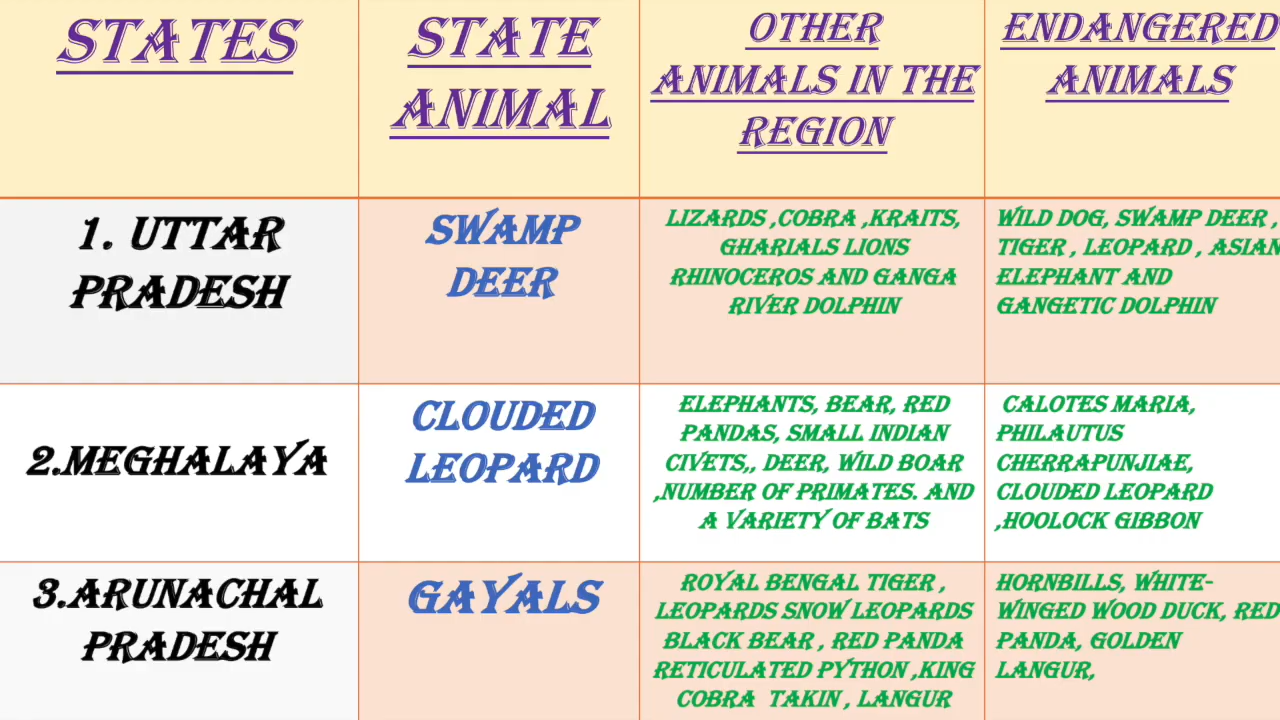 STATES
STATE
ANIMAL
OTHER
ANIMALS IN THE
REGION
ENDANGERED
ANIMALS
1. UTTAR
PRADESH
SWAMP
DEER
LIZARDS ,COBRA ,KRAITS,
GHARIALS LIONS
RHINOCEROS AND GANGA
RIVER DOLPHIN
WILD DOG, SWAMP DEER ,
TIGER , LEOPARD , ASIAN
ELEPHANT AND
GANGETIC DOLPHIN
2.MEGHALAYA
CLOUDED
LEOPARD
ELEPHANTS, BEAR, RED
PANDAS, SMALL INDIAN
CIVETS,, DEER, WILD BOAR
,NUMBER OF PRIMATES. AND
A VARIETY OF BATS
CALOTES MARIA,
PHILAUTUS
CHERRAPUNJIAE,
CLOUDED LEOPARD
,HOOLOCK GIBBON
3.ARUNACHAL
PRADESH
GAYALS
ROYAL BENGAL TIGER ,
LEOPARDS SNOW LEOPARDS
BLACK BEAR , RED PANDA
RETICULATED PYTHON ,KING
COBRA TAKIN , LANGUR
HORNBILLS, WHITE-
WINGED WOOD DUCK, RED
PANDA, GOLDEN
LANGUR,